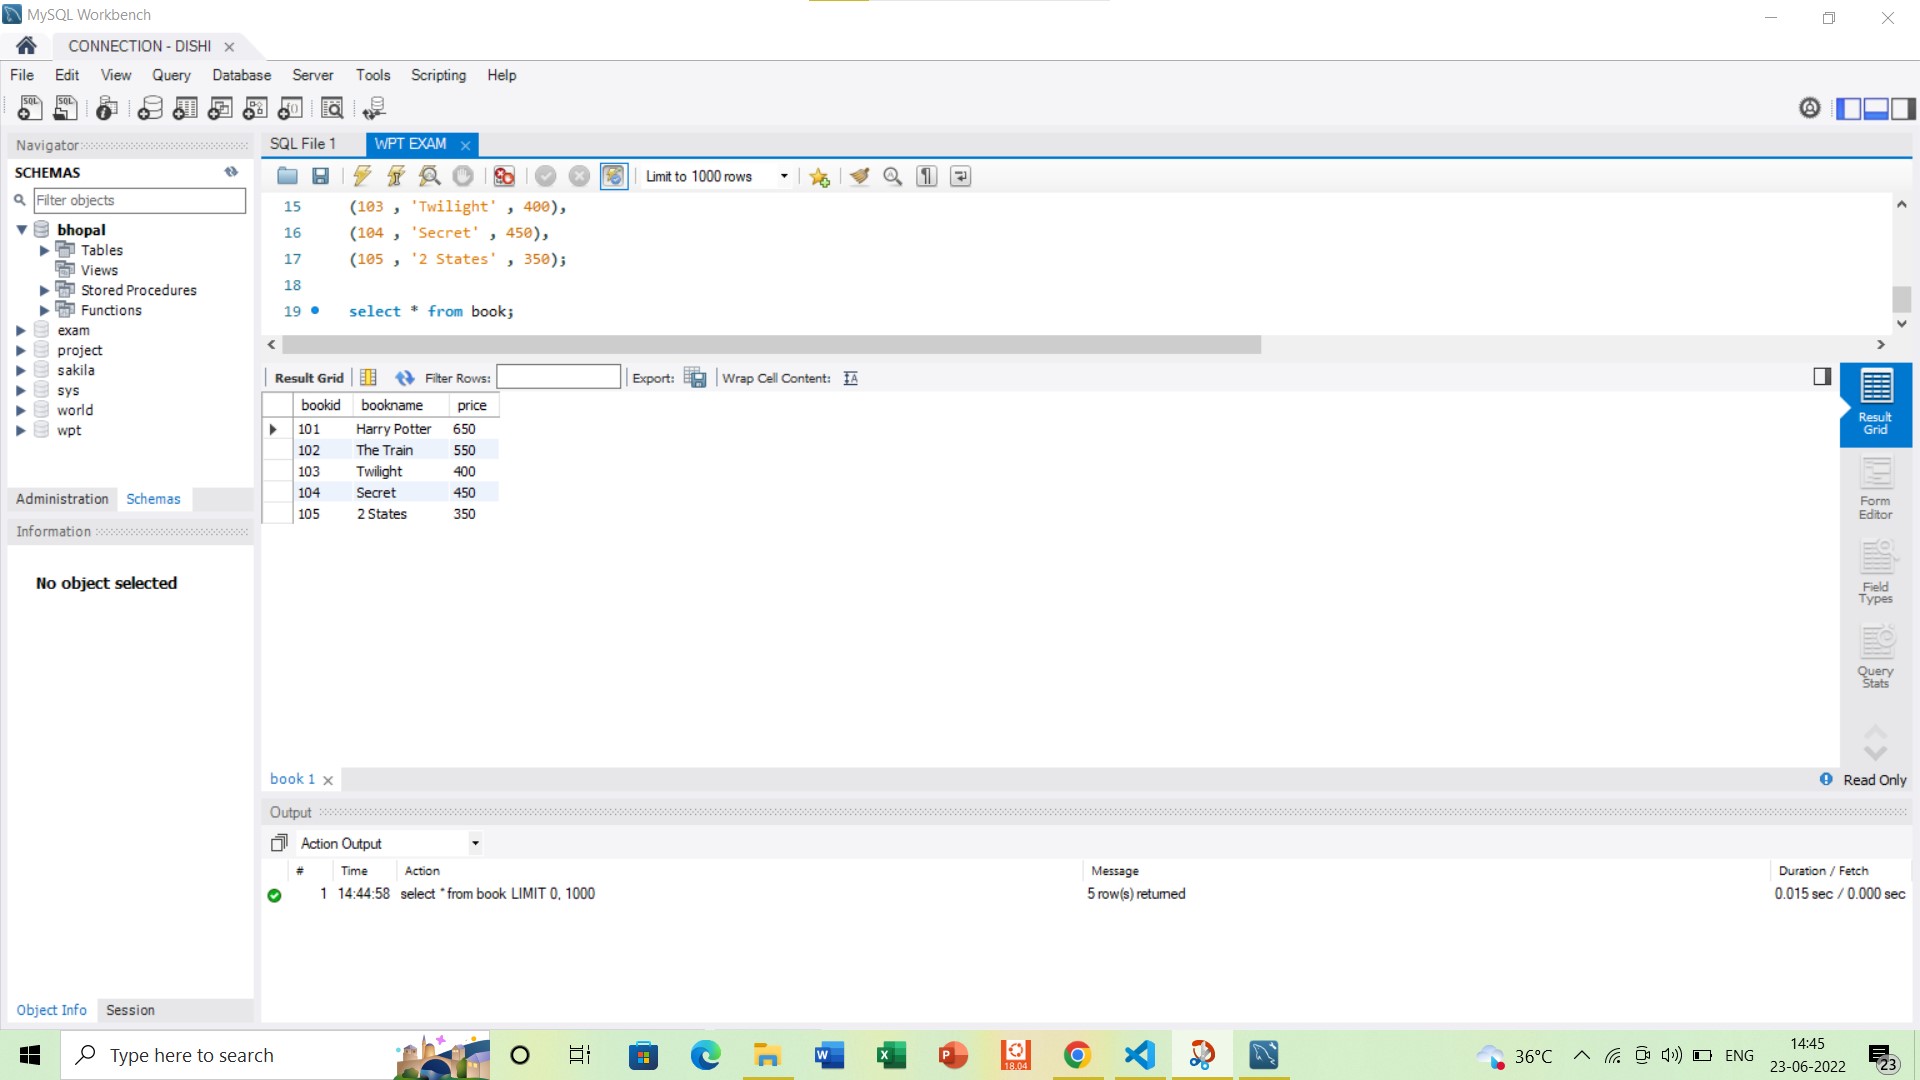 MySQL Workbench
CONNECTION - DISHI
File Edit View Query Database Server Tools Scripting Help
Navigator
SCHEMAS
Filter objects
bhopal
Tables
Views
Stored Procedures
Functions
exam
project
sakila
sys
world
wpt
Administration Schemas
Information
No object selected
Object Info Session
SQL File 1 WPT EXAM
Limit to 1000 rows
15 (103 , 'Twilight' , 400),
16 (104 , 'Secret' , 450),
17 (105 , '2 States' , 350);
18
19 select * from book;
Result Grid Filter Rows: Export: Wrap Cell Content:
bookid bookname price
101 Harry Potter 650
102 The Train 550
103 Twilight 400
104 Secret 450
105 2 States 350
Result
Grid
Form
Editor
Field
Types
Query
Stats
book 1
Read Only
Output
Action Output
# Time Action Message Duration / Fetch
1 14:44:58 select * from book LIMIT 0, 1000 5 row(s) returned 0.015 sec / 0.000 sec
Type here to search
18.04
36°C
ENG
14:45
23-06-2022
23